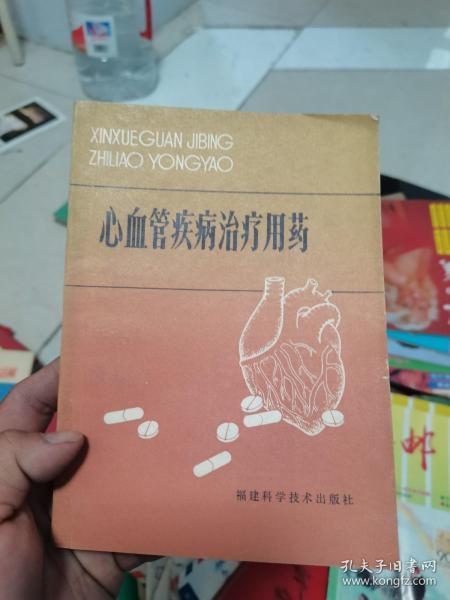 XINXUEGUAN JIBING
ZHILIAO YONGYAO
心血管疾病治疗用药
福建科学技术出版社
邮
孔夫子旧书网
www.kongfz.com